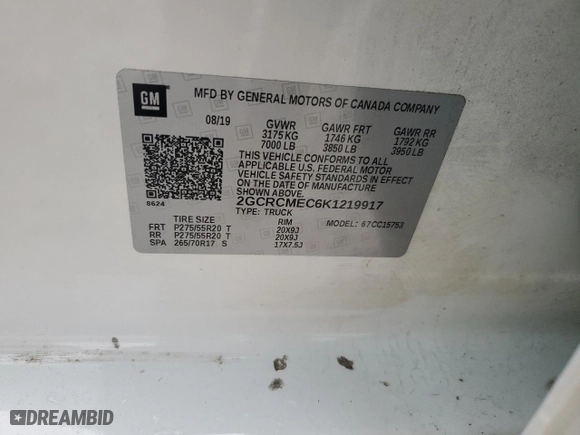 GM
MFD BY GENERAL MOTORS OF CANADA COMPANY
08/19 GVWR GAWR FRT GAWR RR
3175 KG 1746 KG 1792 KG
7000 LB 3850 LB 3950 LB
THIS VEHICLE CONFORMS TO ALL
APPLICABLE U.S. FEDERAL MOTOR
VEHICLE SAFETY STANDARDS IN EFFECT
ON THE DATE OF MANUFACTURE
SHOWN ABOVE.
8624
2GCRCMEC6K1219917
TYPE: TRUCK MODEL: 67CC15753
TIRE SIZE RIM
FRT P275/55R20 T 20X9J
RR P275/55R20 T 20X9J
SPA 265/70R17 S 17X7.5J
DREAMBID